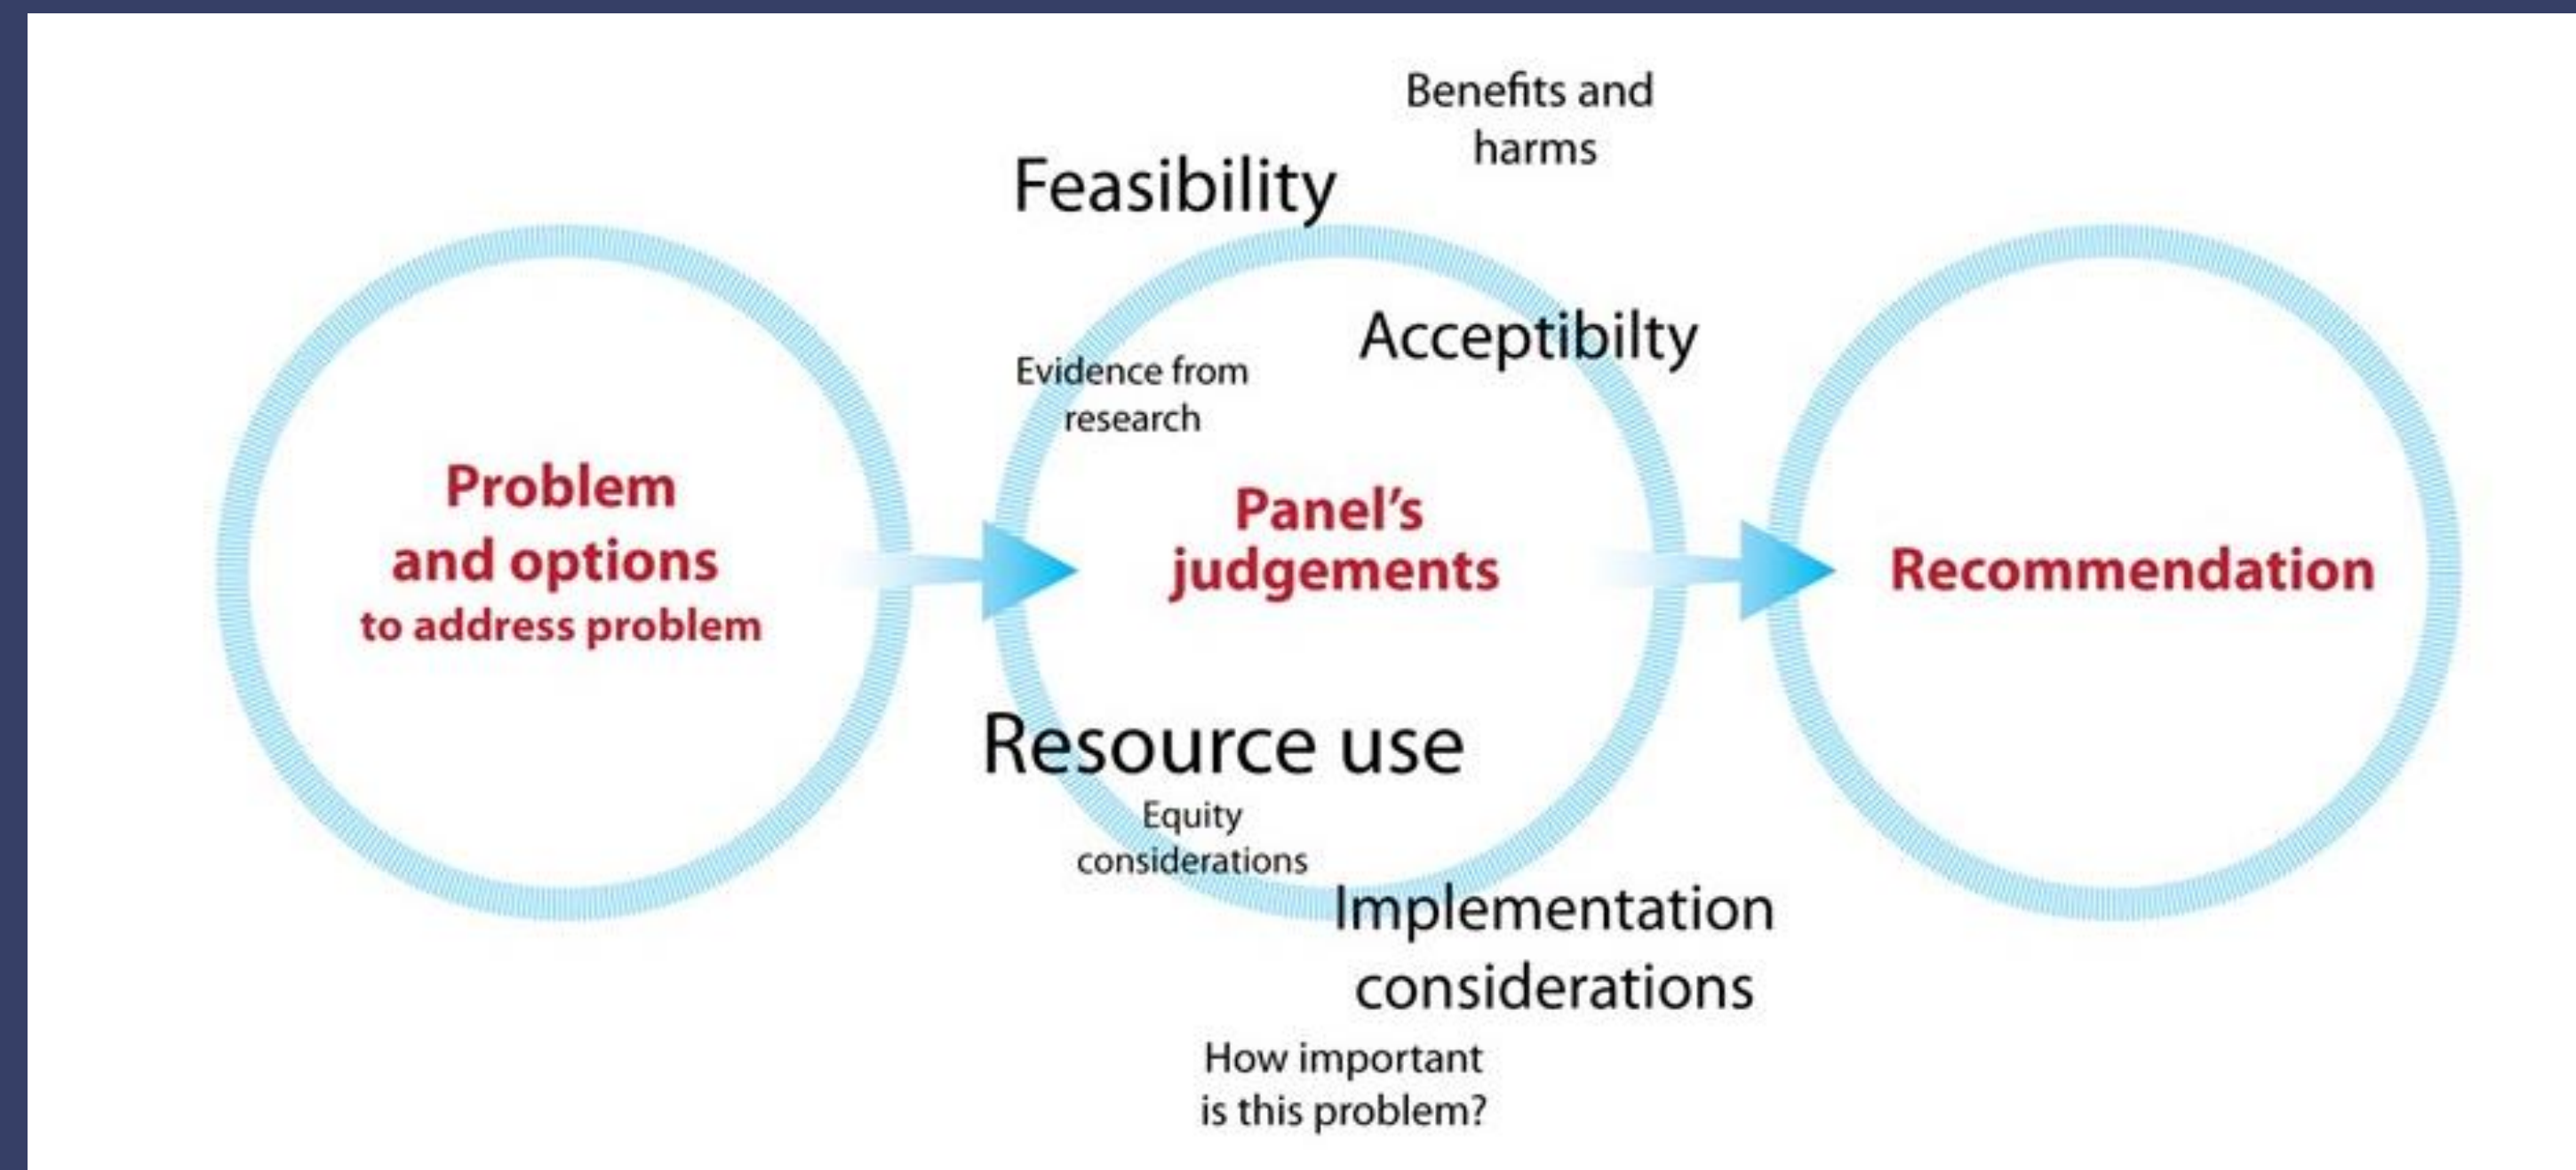 Problem
and options
to address problem
Benefits and
harms
Feasibility
Acceptibilty
Evidence from
research
Panel’s
judgements
Resource use
Equity
considerations
Implementation
considerations
How important
is this problem?
Recommendation